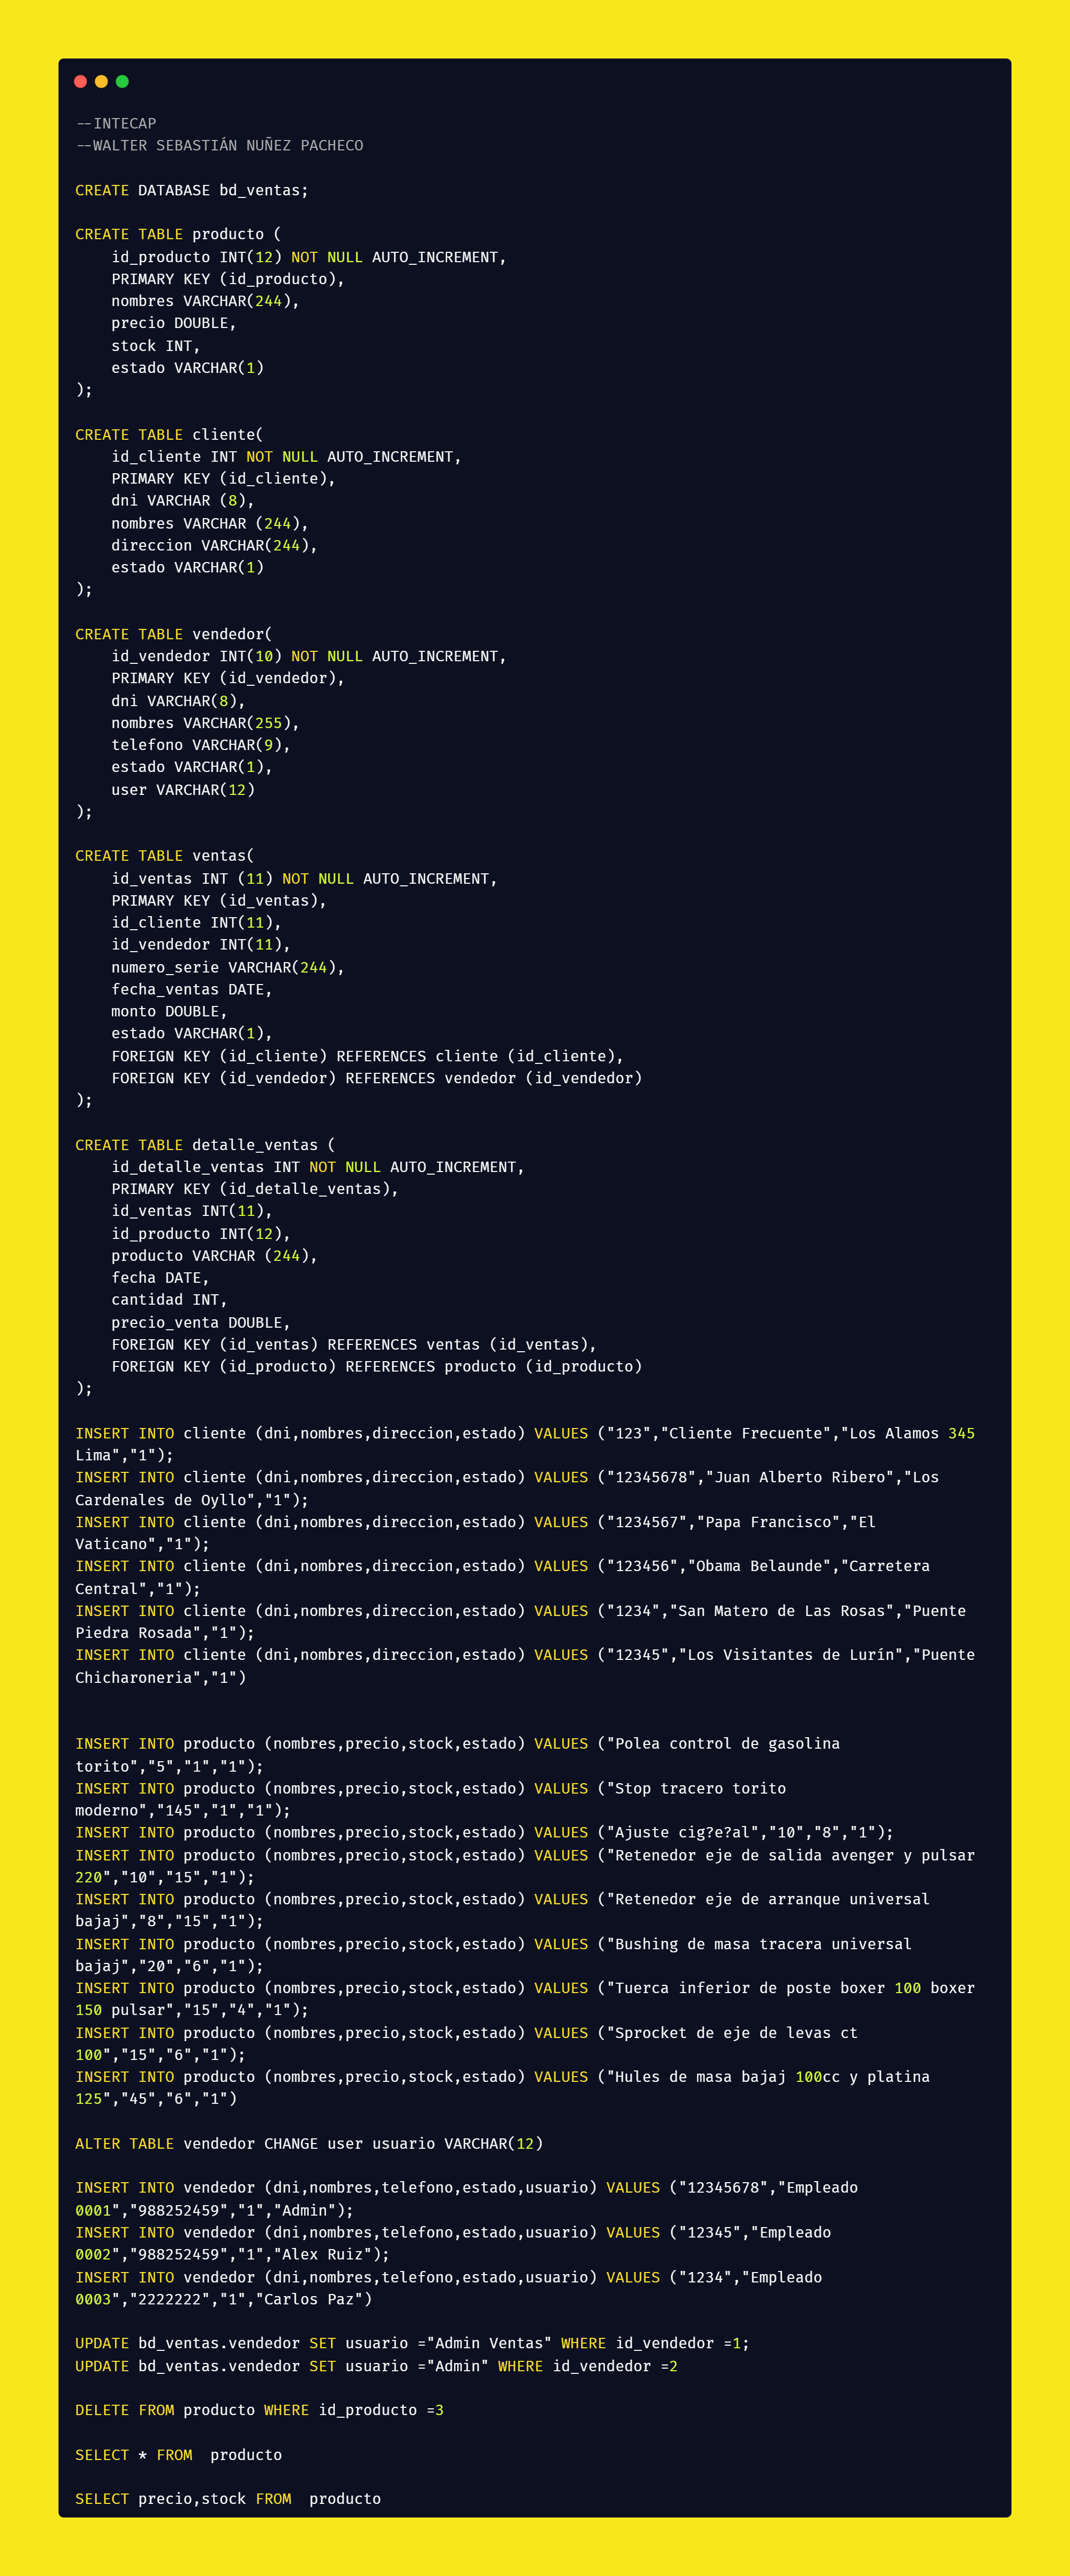 --INTECAP
--WALTER SEBASTIÁN NUÑEZ PACHECO
CREATE DATABASE bd_ventas;
CREATE TABLE producto (
    id_producto INT(12) NOT NULL AUTO_INCREMENT,
    PRIMARY KEY (id_producto),
    nombres VARCHAR(244),
    precio DOUBLE,
    stock INT,
    estado VARCHAR(1)
);
CREATE TABLE cliente(
    id_cliente INT NOT NULL AUTO_INCREMENT,
    PRIMARY KEY (id_cliente),
    dni VARCHAR (8),
    nombres VARCHAR (244),
    direccion VARCHAR(244),
    estado VARCHAR(1)
);
CREATE TABLE vendedor(
    id_vendedor INT(10) NOT NULL AUTO_INCREMENT,
    PRIMARY KEY (id_vendedor),
    dni VARCHAR(8),
    nombres VARCHAR(255),
    telefono VARCHAR(9),
    estado VARCHAR(1),
    user VARCHAR(12)
);
CREATE TABLE ventas(
    id_ventas INT (11) NOT NULL AUTO_INCREMENT,
    PRIMARY KEY (id_ventas),
    id_cliente INT(11),
    id_vendedor INT(11),
    numero_serie VARCHAR(244),
    fecha_ventas DATE,
    monto DOUBLE,
    estado VARCHAR(1),
    FOREIGN KEY (id_cliente) REFERENCES cliente (id_cliente),
    FOREIGN KEY (id_vendedor) REFERENCES vendedor (id_vendedor)
);
CREATE TABLE detalle_ventas (
    id_detalle_ventas INT NOT NULL AUTO_INCREMENT,
    PRIMARY KEY (id_detalle_ventas),
    id_ventas INT(11),
    id_producto INT(12),
    producto VARCHAR (244),
    fecha DATE,
    cantidad INT,
    precio_venta DOUBLE,
    FOREIGN KEY (id_ventas) REFERENCES ventas (id_ventas),
    FOREIGN KEY (id_producto) REFERENCES producto (id_producto)
);
INSERT INTO cliente (dni,nombres,direccion,estado) VALUES ("123","Cliente Frecuente","Los Alamos 345
Lima","1");
INSERT INTO cliente (dni,nombres,direccion,estado) VALUES ("12345678","Juan Alberto Ribero","Los
Cardenales de Oyllo","1");
INSERT INTO cliente (dni,nombres,direccion,estado) VALUES ("1234567","Papa Francisco","El
Vaticano","1");
INSERT INTO cliente (dni,nombres,direccion,estado) VALUES ("123456","Obama Belaunde","Carretera
Central","1");
INSERT INTO cliente (dni,nombres,direccion,estado) VALUES ("1234","San Matero de Las Rosas","Puente
Piedra Rosada","1");
INSERT INTO cliente (dni,nombres,direccion,estado) VALUES ("12345","Los Visitantes de Lurín","Puente
Chicharoneria","1")
INSERT INTO producto (nombres,precio,stock,estado) VALUES ("Polea control de gasolina
torito","5","1","1");
INSERT INTO producto (nombres,precio,stock,estado) VALUES ("Stop tracero torito
moderno","145","1","1");
INSERT INTO producto (nombres,precio,stock,estado) VALUES ("Ajuste cig?e?al","10","8","1");
INSERT INTO producto (nombres,precio,stock,estado) VALUES ("Retenedor eje de salida avenger y pulsar
220","10","15","1");
INSERT INTO producto (nombres,precio,stock,estado) VALUES ("Retenedor eje de arranque universal
bajaj","8","15","1");
INSERT INTO producto (nombres,precio,stock,estado) VALUES ("Bushing de masa tracera universal
bajaj","20","6","1");
INSERT INTO producto (nombres,precio,stock,estado) VALUES ("Tuerca inferior de poste boxer 100 boxer
150 pulsar","15","4","1");
INSERT INTO producto (nombres,precio,stock,estado) VALUES ("Sprocket de eje de levas ct
100","15","6","1");
INSERT INTO producto (nombres,precio,stock,estado) VALUES ("Hules de masa bajaj 100cc y platina
125","45","6","1")
ALTER TABLE vendedor CHANGE user usuario VARCHAR(12)
INSERT INTO vendedor (dni,nombres,telefono,estado,usuario) VALUES ("12345678","Empleado
0001","988252459","1","Admin");
INSERT INTO vendedor (dni,nombres,telefono,estado,usuario) VALUES ("12345","Empleado
0002","988252459","1","Alex Ruiz");
INSERT INTO vendedor (dni,nombres,telefono,estado,usuario) VALUES ("1234","Empleado
0003","2222222","1","Carlos Paz")
UPDATE bd_ventas.vendedor SET usuario ="Admin Ventas" WHERE id_vendedor =1;
UPDATE bd_ventas.vendedor SET usuario ="Admin" WHERE id_vendedor =2
DELETE FROM producto WHERE id_producto =3
SELECT * FROM  producto
SELECT precio,stock FROM  producto